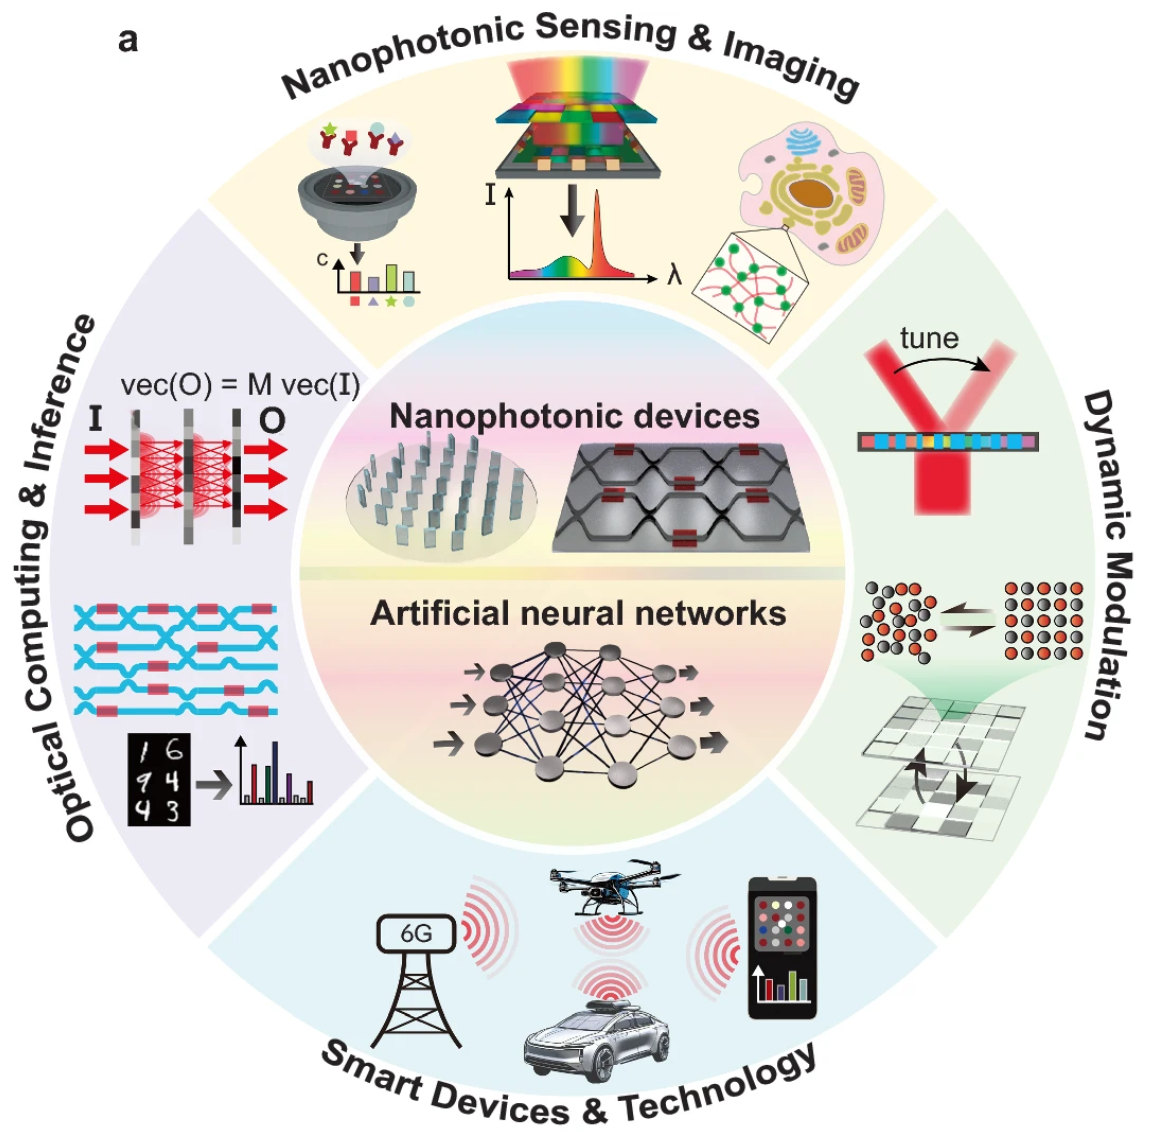 a
Nanophotonic Sensing & Imaging
I
λ
c
tune
Dynamic Modulation
Optical Computing & Inference
vec(O) = M vec(I)
I
O
1 6
9 4
4 3
Nanophotonic devices
Artificial neural networks
6G
Smart Devices & Technology